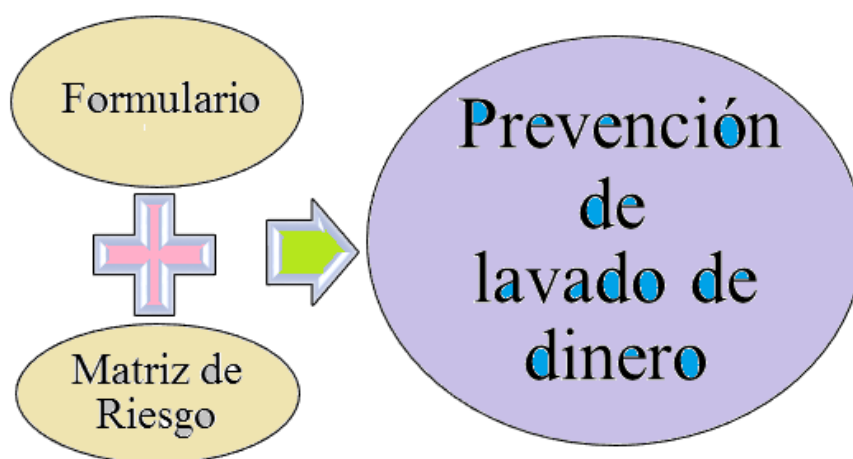 Formulario
Matriz de
Riesgo
Prevención
de
lavado de
dinero